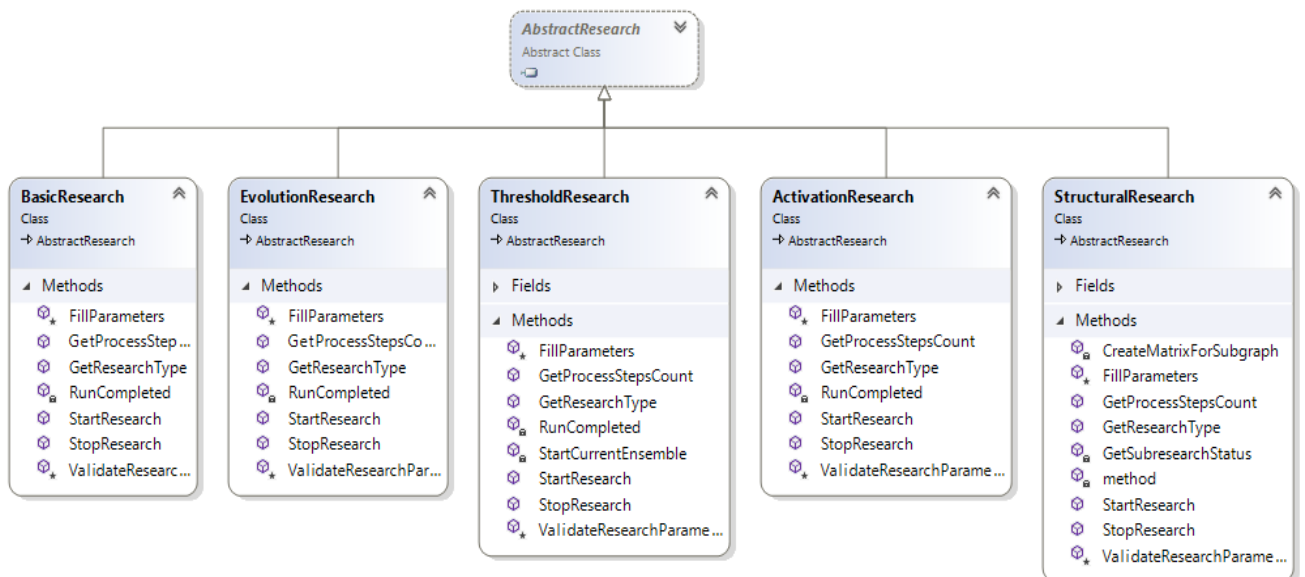 AbstractResearch
Abstract Class
BasicResearch
Class
AbstractResearch
Methods
FillParameters
GetProcessStep ...
GetResearchType
RunCompleted
StartResearch
StopResearch
ValidateResearc...
EvolutionResearch
Class
AbstractResearch
Methods
FillParameters
GetProcessStepsCo ...
GetResearchType
RunCompleted
StartResearch
StopResearch
ValidateResearchPar...
ThresholdResearch
Class
AbstractResearch
Fields
Methods
FillParameters
GetProcessStepsCount
GetResearchType
RunCompleted
StartCurrentEnsemble
StartResearch
StopResearch
ValidateResearchParame...
ActivationResearch
Class
AbstractResearch
Methods
FillParameters
GetProcessStepsCount
GetResearchType
RunCompleted
StartResearch
StopResearch
ValidateResearchParame...
StructuralResearch
Class
AbstractResearch
Fields
Methods
CreateMatrixForSubgraph
FillParameters
GetProcessStepsCount
GetResearchType
GetSubresearchStatus
method
StartResearch
StopResearch
ValidateResearchParame...